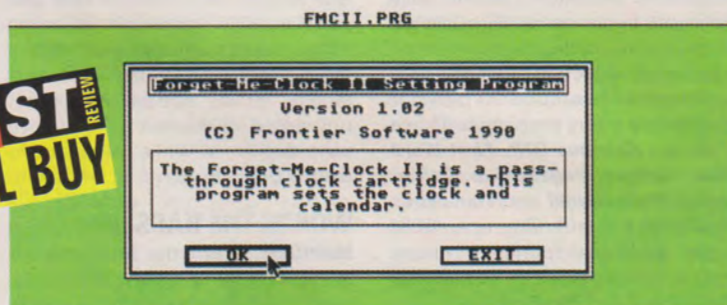 FMCII.PRG
ST
REVIEW
BUY
Forget-Me-Clock II Setting Program
Version 1.02
(C) Frontier Software 1990
The Forget-Me-Clock II is a pass-
through clock cartridge. This
program sets the clock and
calendar.
OK
EXIT